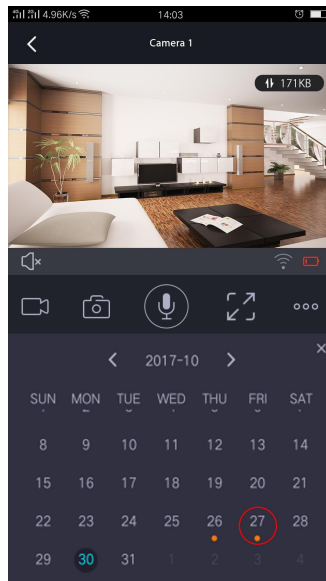 4.96K/s 14:03
Camera 1
171KB
2017-10
SUN MON TUE WED THU FRI SAT
8 9 10 11 12 13 14
15 16 17 18 19 20 21
22 23 24 25 26 27 28
29 30 31 1 2 3 4